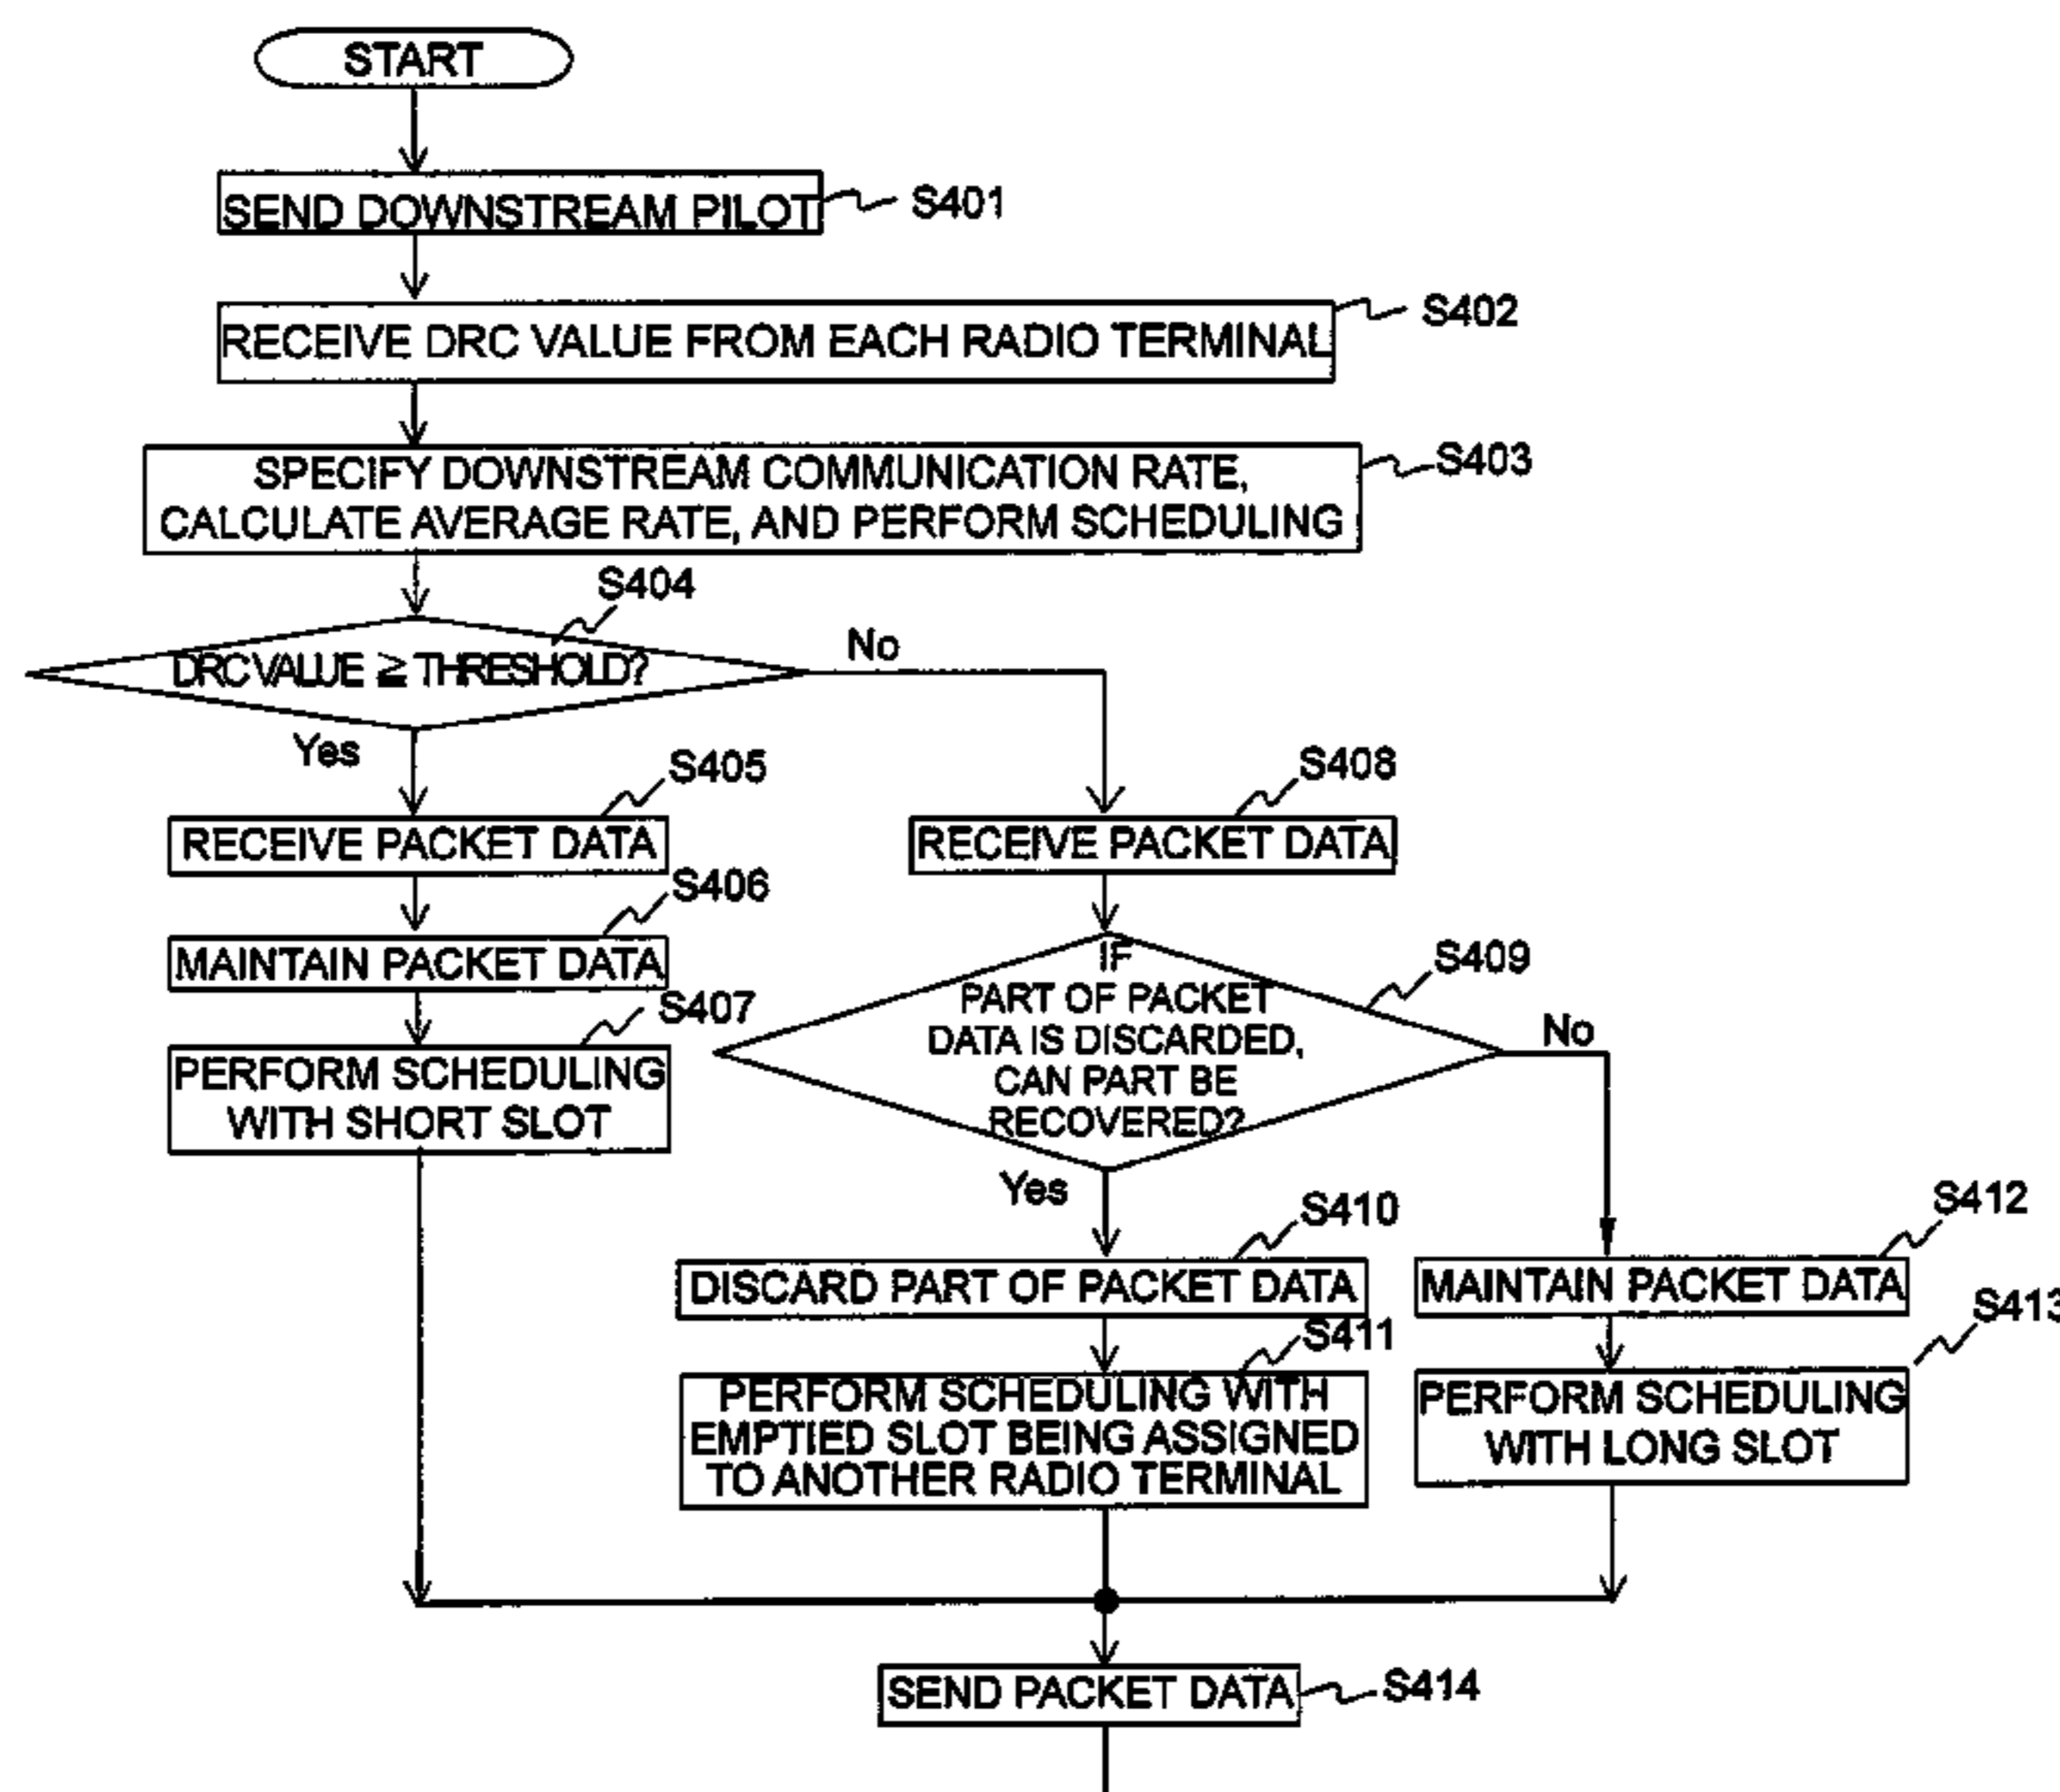 START
SEND DOWNSTREAM PILOT
S401
RECEIVE DRC VALUE FROM EACH RADIO TERMINAL
S402
SPECIFY DOWNSTREAM COMMUNICATION RATE,
CALCULATE AVERAGE RATE, AND PERFORM SCHEDULING
S403
S404
DRC VALUE ≧ THRESHOLD?
No
Yes
S405
RECEIVE PACKET DATA
S406
MAINTAIN PACKET DATA
S407
PERFORM SCHEDULING
WITH SHORT SLOT
S408
RECEIVE PACKET DATA
S409
IF
PART OF PACKET
DATA IS DISCARDED,
CAN PART BE
RECOVERED?
No
Yes
S410
DISCARD PART OF PACKET DATA
S411
PERFORM SCHEDULING WITH
EMPTIED SLOT BEING ASSIGNED
TO ANOTHER RADIO TERMINAL
S412
MAINTAIN PACKET DATA
S413
PERFORM SCHEDULING
WITH LONG SLOT
SEND PACKET DATA
S414